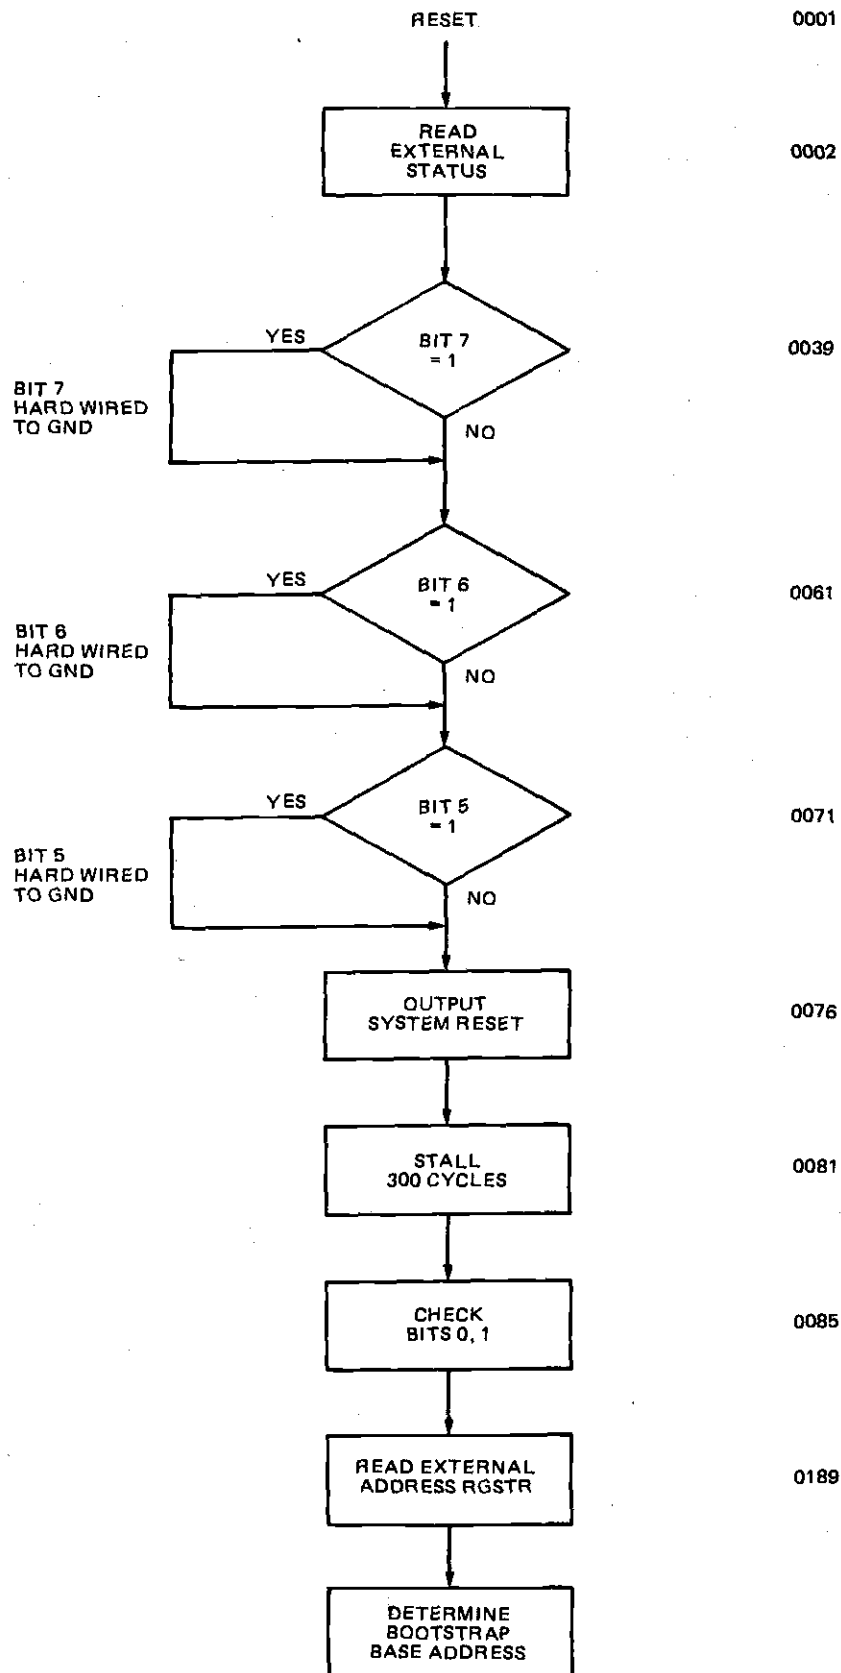 RESET
0001
READ
EXTERNAL
STATUS
0002
YES
BIT 7
= 1
0039
BIT 7
HARD WIRED
TO GND
NO
YES
BIT 6
= 1
0061
BIT 6
HARD WIRED
TO GND
NO
YES
BIT 5
= 1
0071
BIT 5
HARD WIRED
TO GND
NO
OUTPUT
SYSTEM RESET
0076
STALL
300 CYCLES
0081
CHECK
BITS 0, 1
0085
READ EXTERNAL
ADDRESS RGSTR
0189
DETERMINE
BOOTSTRAP
BASE ADDRESS